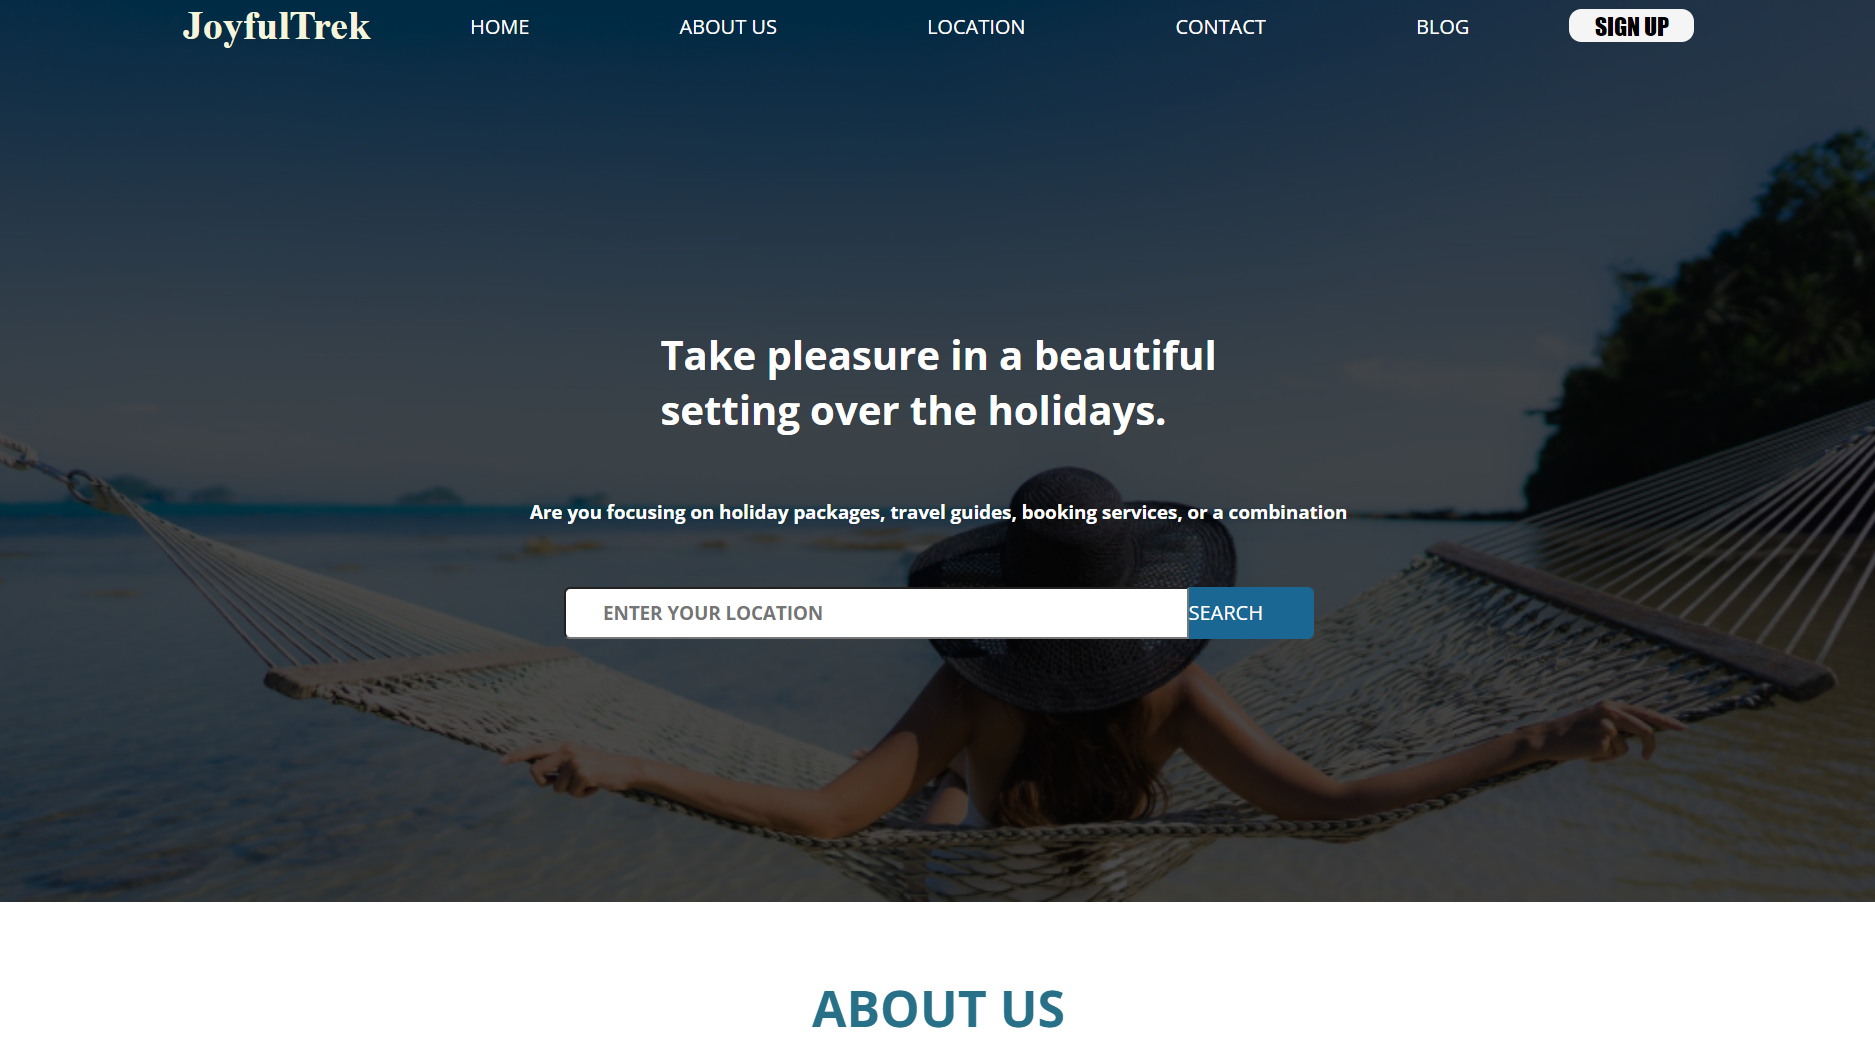 JoyfulTrek
HOME
ABOUT US
LOCATION
CONTACT
BLOG
SIGN UP
Take pleasure in a beautiful
setting over the holidays.
Are you focusing on holiday packages, travel guides, booking services, or a combination
ENTER YOUR LOCATION
SEARCH
ABOUT US